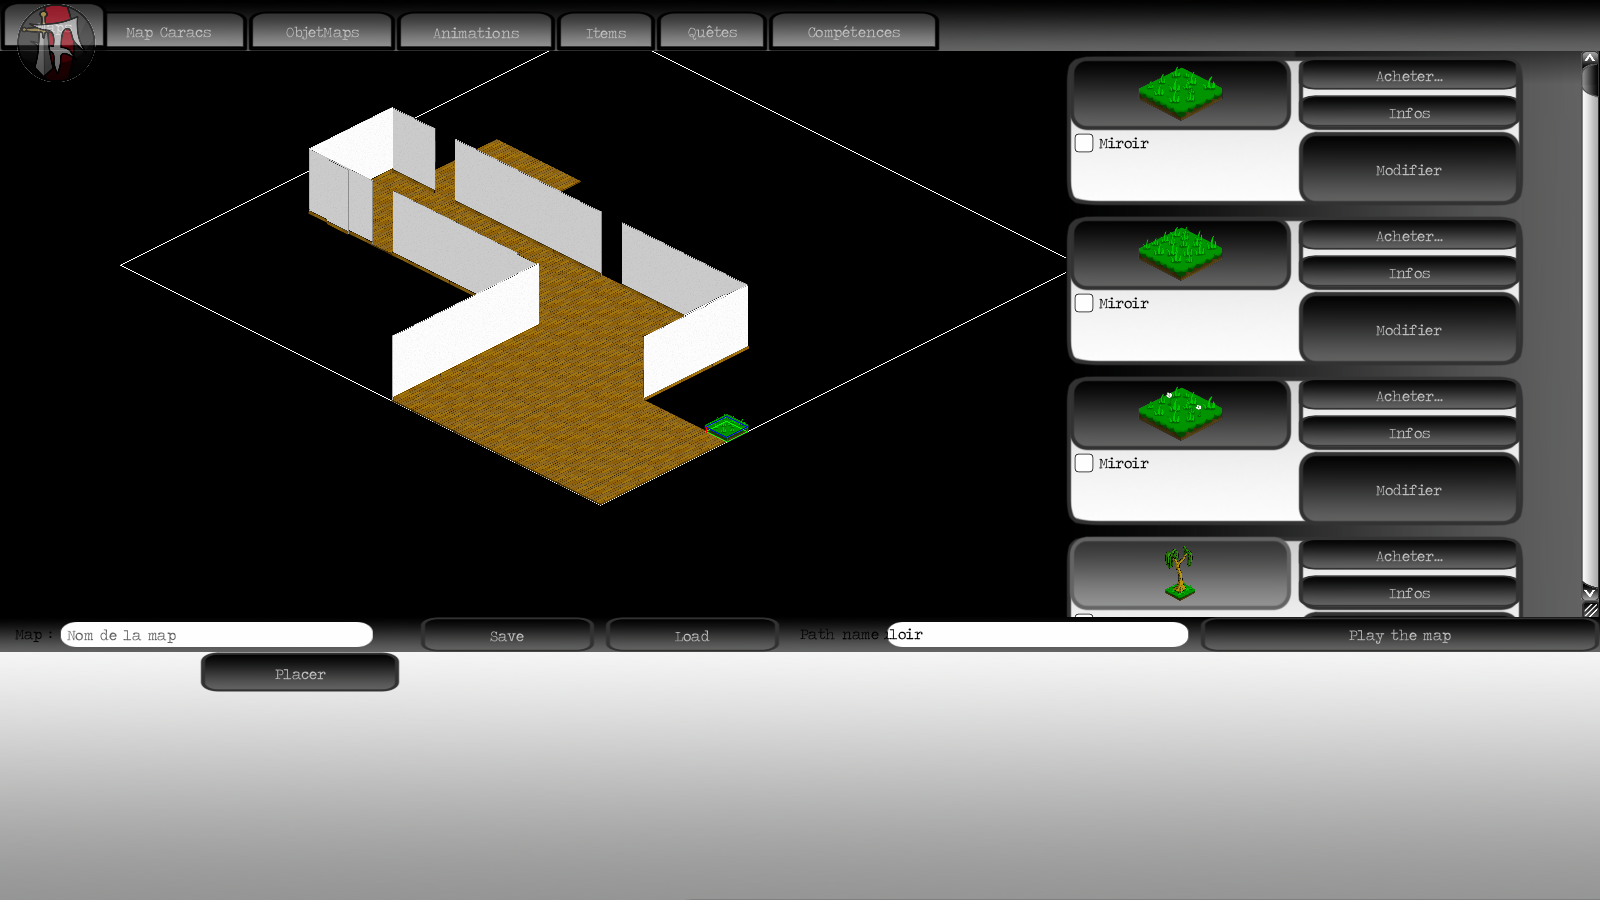 Map Caracs
ObjetMaps
Animations
Items
Quêtes
Compétences
Acheter...
Infos
Miroir
Modifier
Acheter...
Infos
Miroir
Modifier
Acheter...
Infos
Miroir
Modifier
Acheter...
Infos
Map :
Nom de la map
Save
Load
Path name :
loir
Play the map
Placer